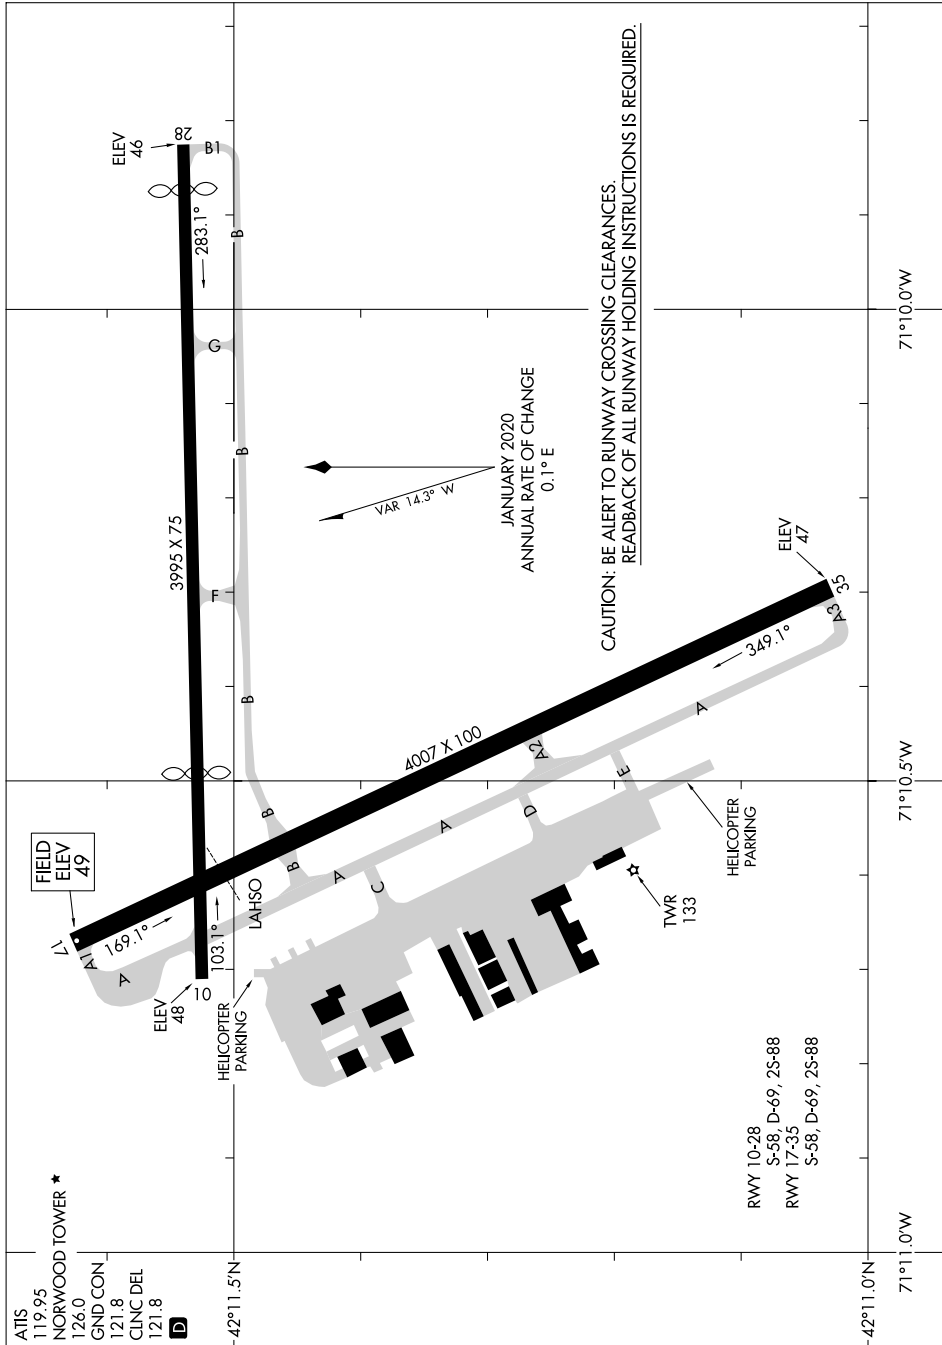 ATIS
119.95
NORWOOD TOWER ★
126.0
GND CON
121.8
CLNC DEL
121.8
D
FIELD
ELEV
49
17
A1
A
169.1°
ELEV
48
10
103.1°
LAHSO
HELICOPTER
PARKING
3995 X 75
ELEV
46
28
B1
283.1°
B
G
B
F
B
B
B
A
C
4007 X 100
A
D
A2
E
A
349.1°
A3
35
ELEV
47
HELICOPTER
PARKING
TWR
133
VAR 14.3° W
JANUARY 2020
ANNUAL RATE OF CHANGE
0.1° E
CAUTION: BE ALERT TO RUNWAY CROSSING CLEARANCES.
READBACK OF ALL RUNWAY HOLDING INSTRUCTIONS IS REQUIRED.
RWY 10-28
S-58, D-69, 2S-88
RWY 17-35
S-58, D-69, 2S-88
42°11.5'N
42°11.0'N
71°11.0'W
71°10.5'W
71°10.0'W